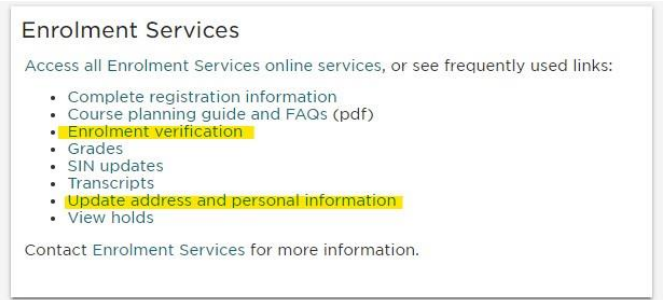 Enrolment Services
Access all Enrolment Services online services, or see frequently used links:
• Complete registration information
• Course planning guide and FAQs (pdf)
• Enrolment verification
• Grades
• SIN updates
• Transcripts
• Update address and personal information
• View holds
Contact Enrolment Services for more information.